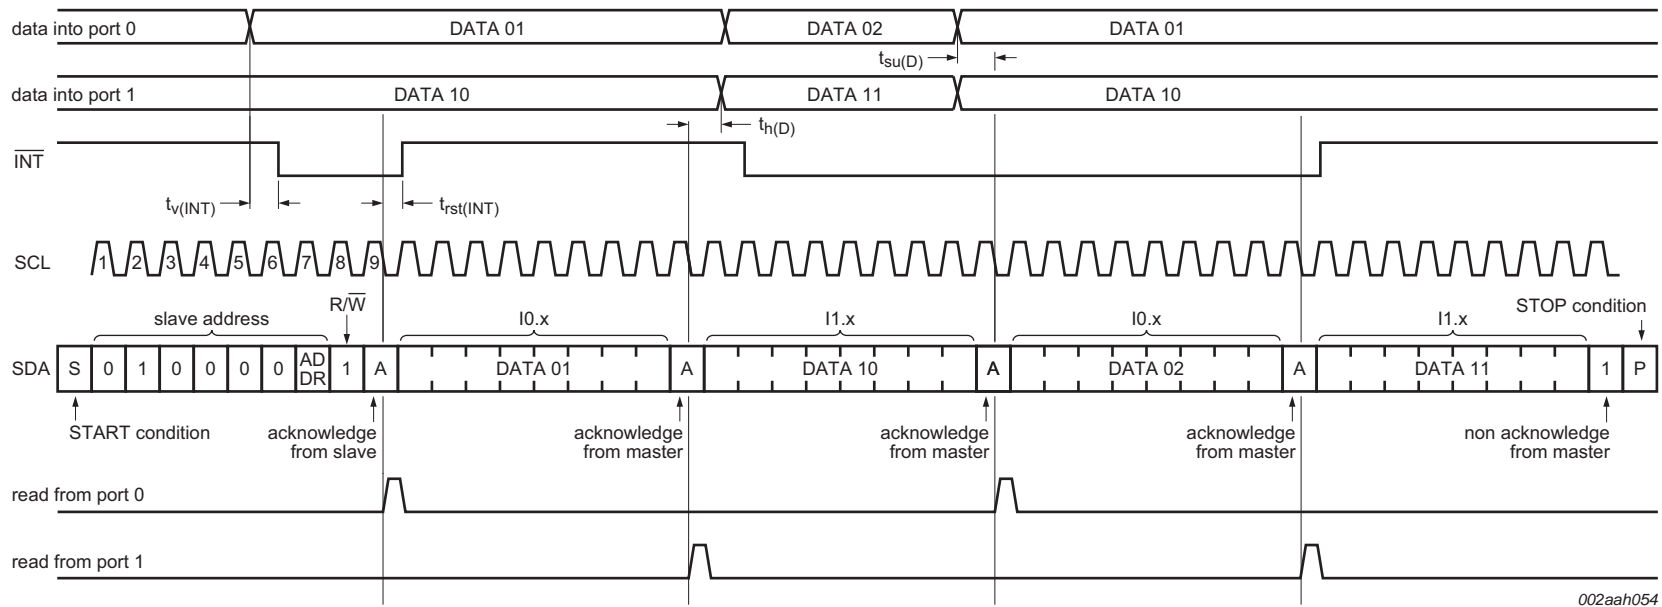 data into port 0 DATA 01 DATA 02 DATA 01
tsu(D)
data into port 1 DATA 10 DATA 11 DATA 10
th(D)
INT
tv(INT) trst(INT)
SCL 1 2 3 4 5 6 7 8 9
R/W STOP condition
slave address I0.x I1.x I0.x I1.x
SDA S 0 1 0 0 0 0 AD DR 1 A DATA 01 A DATA 10 A DATA 02 A DATA 11 1 P
START condition acknowledge from slave acknowledge from master acknowledge from master acknowledge from master non acknowledge from master
read from port 0
read from port 1
002aah054